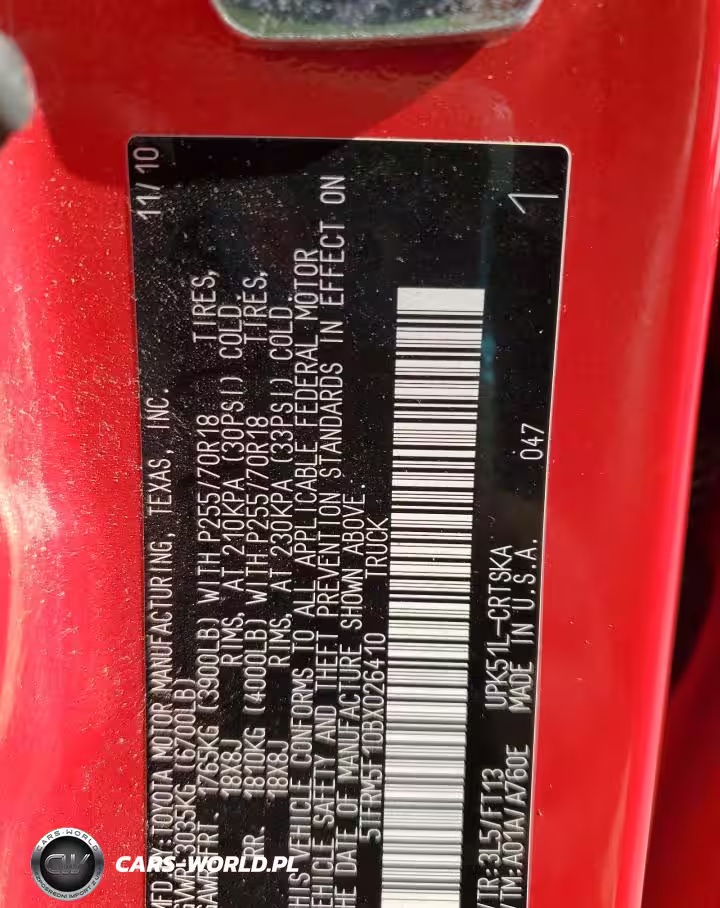 MFD. BY: TOYOTA MOTOR MANUFACTURING, TEXAS, INC. 11/10
GVWR 3035KG (6700LB)
GAWR FRT. 1765KG (3900LB) WITH P255/70R18 TIRES,
18X8J RIMS, AT 210KPA (30PSI) COLD.
RR. 1810KG (4000LB) WITH P255/70R18 TIRES,
18X8J RIMS, AT 230KPA (33PSI) COLD.
THIS VEHICLE CONFORMS TO ALL APPLICABLE FEDERAL MOTOR
VEHICLE SAFETY AND THEFT PREVENTION STANDARDS IN EFFECT ON
THE DATE OF MANUFACTURE SHOWN ABOVE.
5TFRM5F10BX026410 TRUCK
C/TR:3L5/F113 UPK51L-CRTSKA 047
A/TM:A01A/A760E MADE IN U.S.A.
1
CW
CARS-WORLD.PL